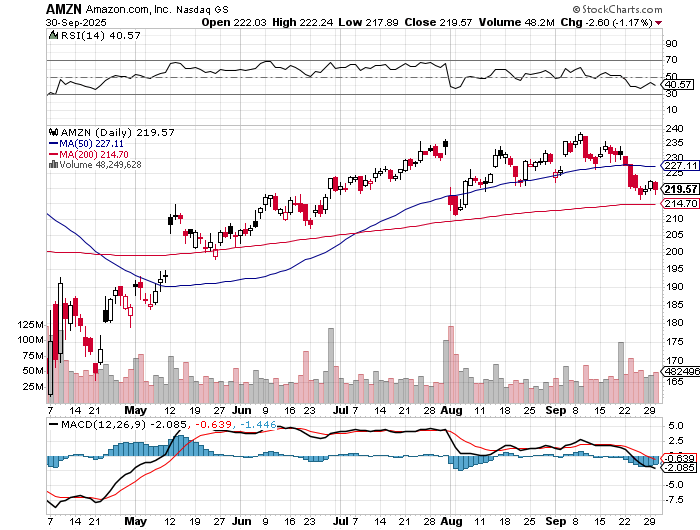 AMZN Amazon.com, Inc. Nasdaq GS © StockCharts.com
30-Sep-2025 Open 222.03 High 222.24 Low 217.89 Close 219.57 Volume 48.2M Chg -2.60 (-1.17%)
RSI(14) 40.57
90
70
50
40.57
30
10
AMZN (Daily) 219.57
MA(50) 227.11
MA(200) 214.70
Volume 48,249,628
240
235
230
227.11
225
219.57
214.70
210
205
200
195
190
185
180
175
170
48249628
165
125M
100M
75M
50M
25M
7 14 21 May 12 19 27 Jun 9 16 23 Jul 7 14 21 28 Aug 11 18 25 Sep 8 15 22 29
MACD(12,26,9) -2.085, -0.639, -1.446
5.0
2.5
0.0
-0.639
-2.085
-5.0
-7.5
7 14 21 May 12 19 27 Jun 9 16 23 Jul 7 14 21 28 Aug 11 18 25 Sep 8 15 22 29